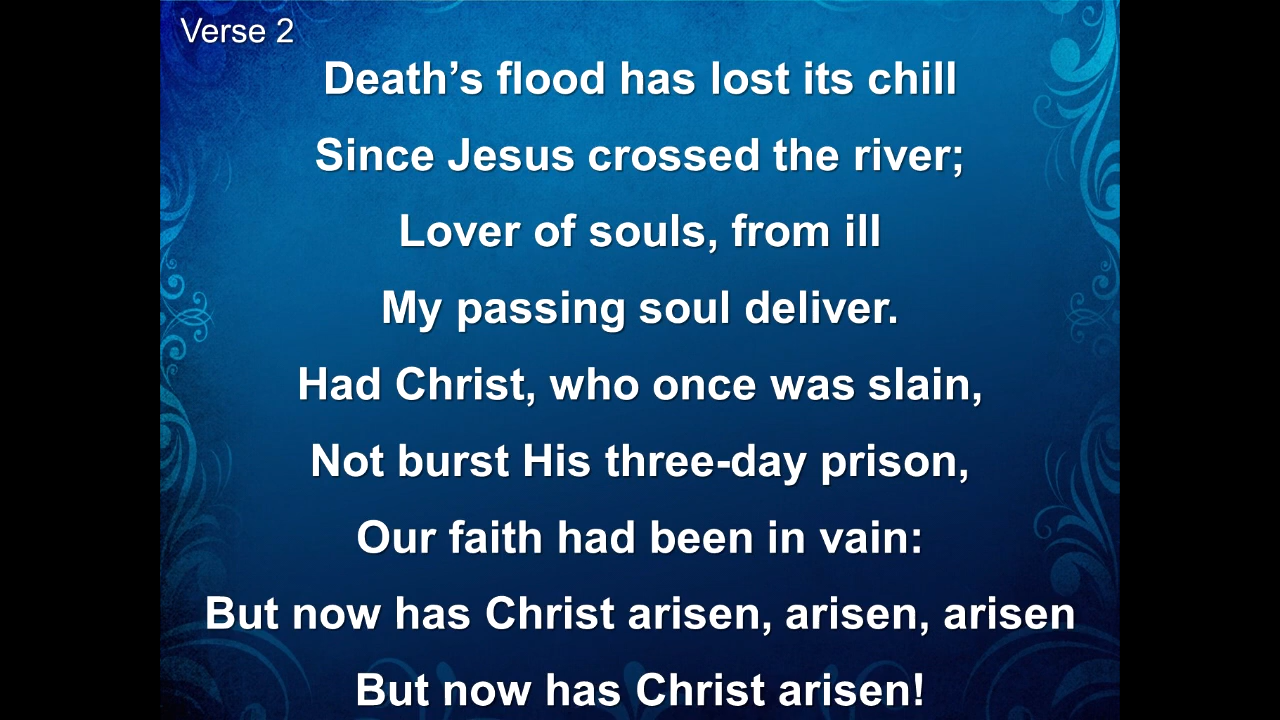 Verse 2
Death’s flood has lost its chill
Since Jesus crossed the river;
Lover of souls, from ill
My passing soul deliver.
Had Christ, who once was slain,
Not burst His three-day prison,
Our faith had been in vain:
But now has Christ arisen, arisen, arisen
But now has Christ arisen!